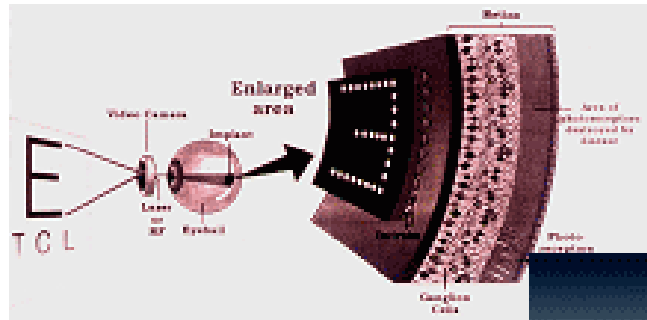 Retina
Enlarged
area
Video Camera
Implant
Area of
photoreceptors
destroyed by
disease
E
Laser
or
RF
Eyeball
T C L
Photo-
receptors
Ganglion
Cells